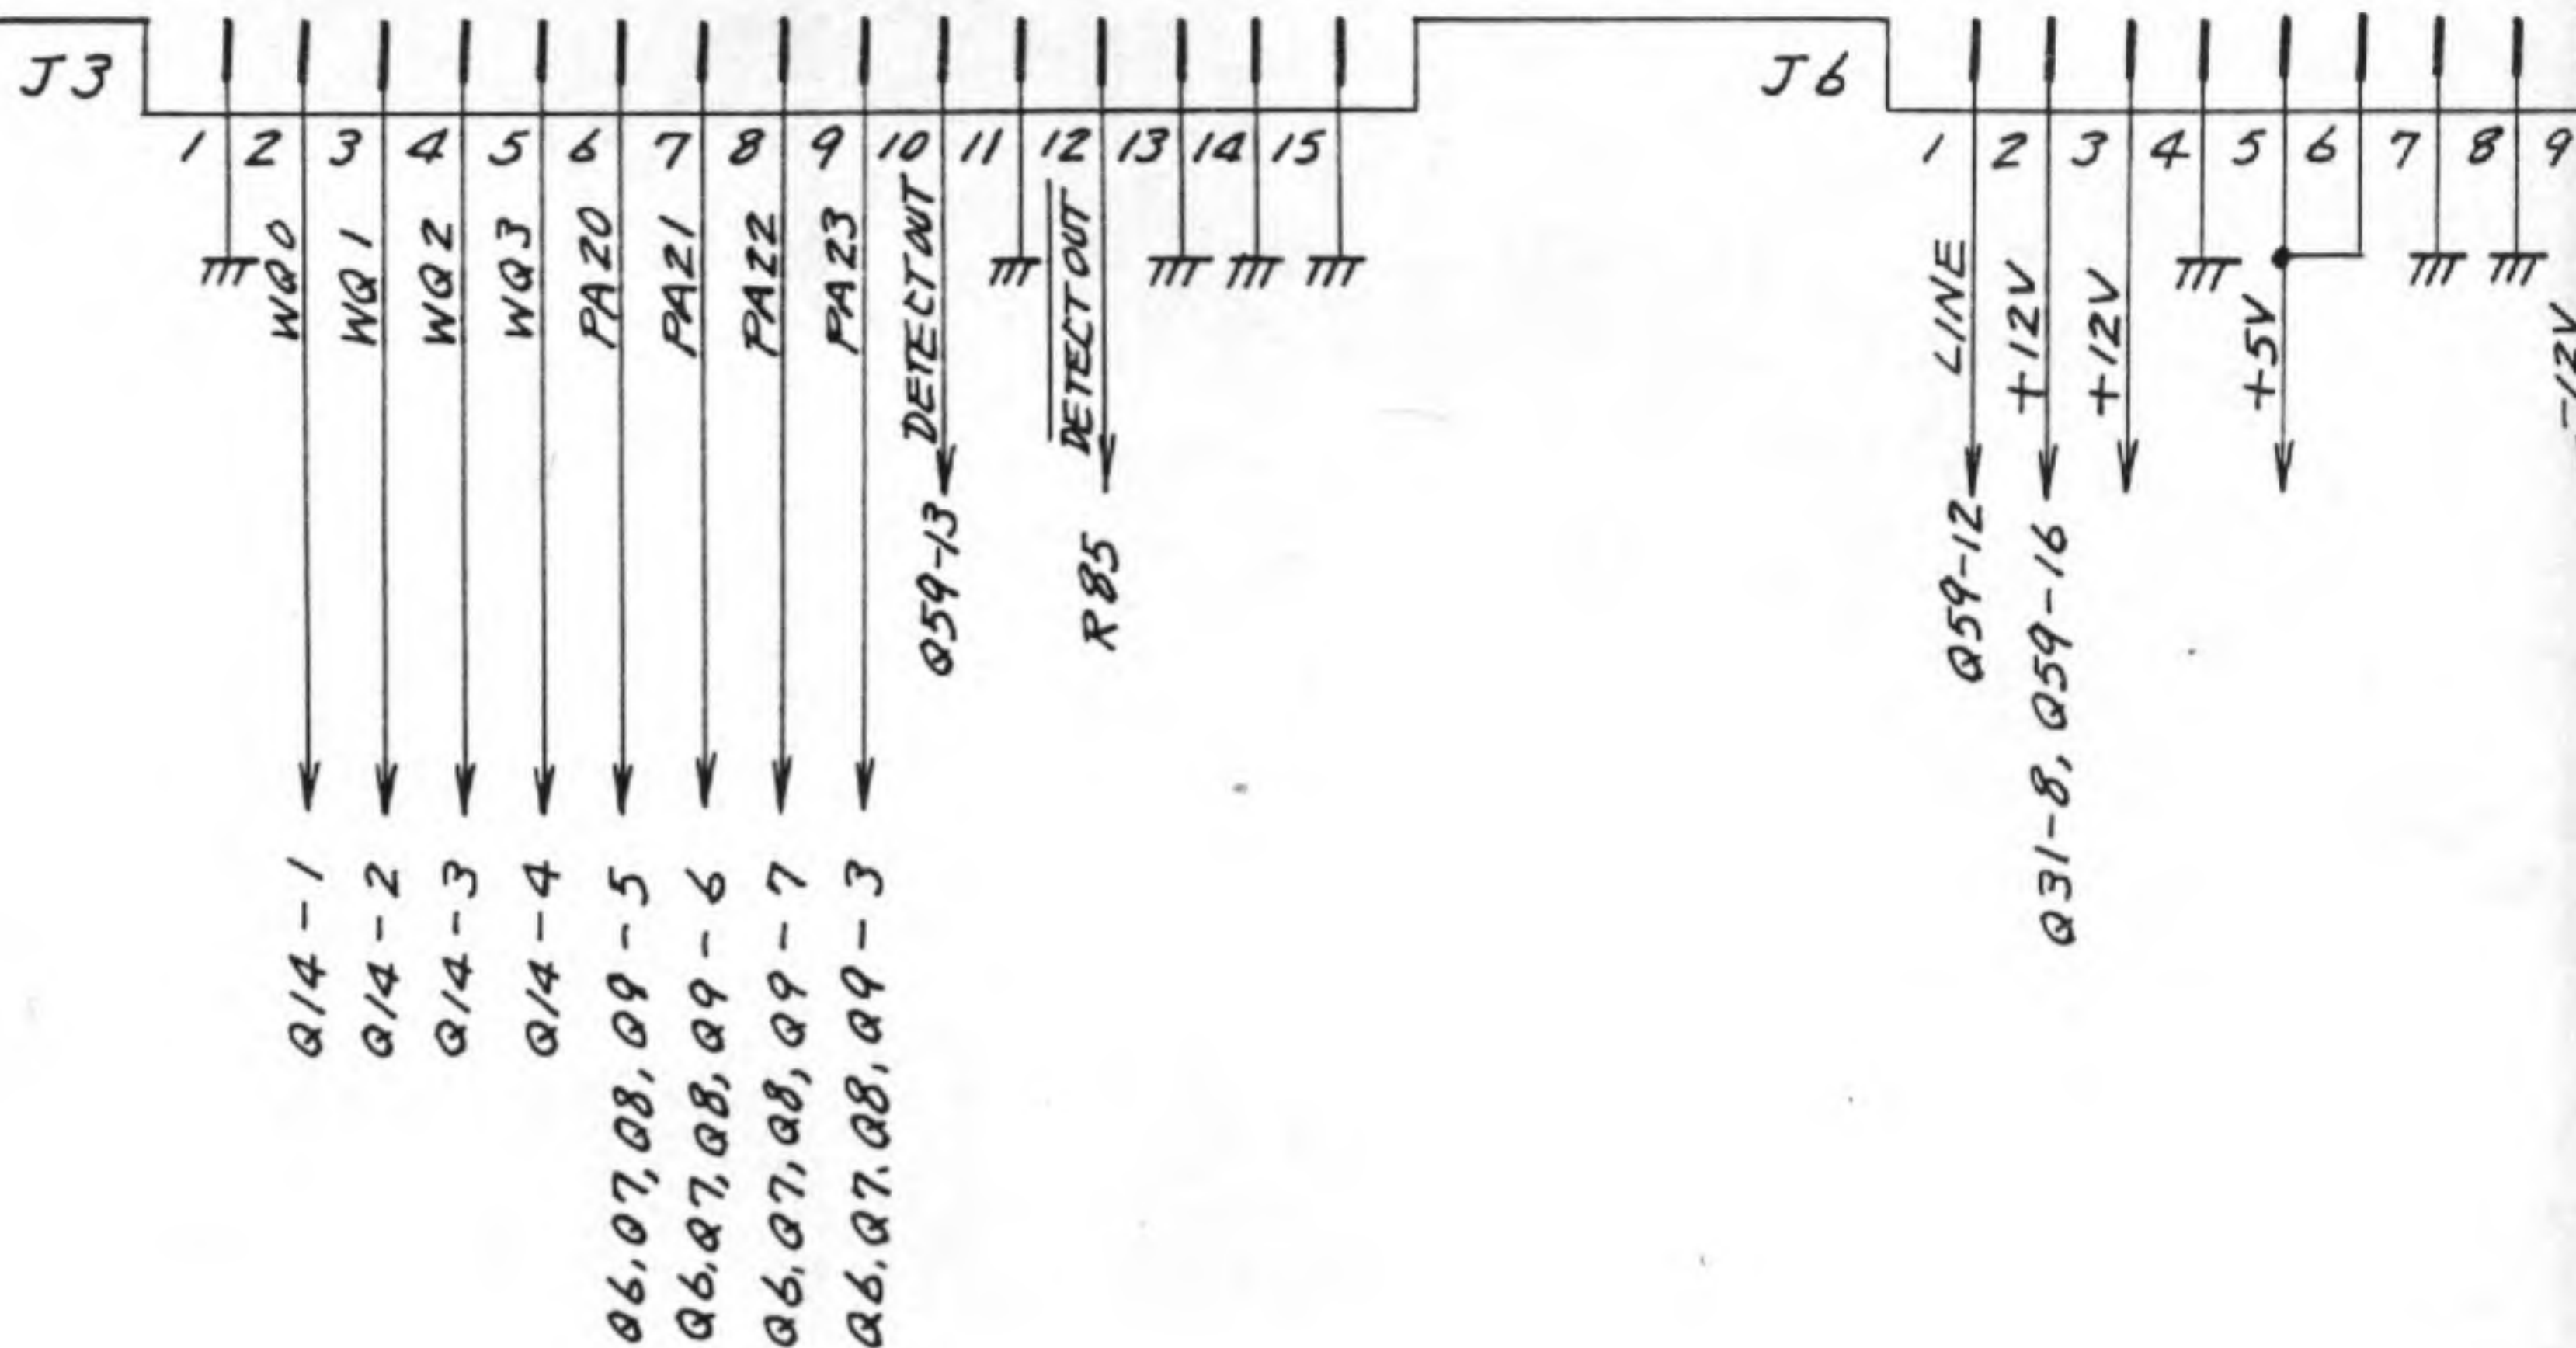 J3
J6
1 2 3 4 5 6 7 8 9 10 11 12 13 14 15
1 2 3 4 5 6 7 8 9
WQ0
WQ1
WQ2
WQ3
PA20
PA21
PA22
PA23
DETECT OUT
DETECT OUT
LINE
+12V
+12V
+5V
-12V
Q59-13
R85
Q59-12
Q31-8, Q59-16
Q14-1
Q14-2
Q14-3
Q14-4
Q6, Q7, Q8, Q9-5
Q6, Q7, Q8, Q9-6
Q6, Q7, Q8, Q9-7
Q6, Q7, Q8, Q9-3